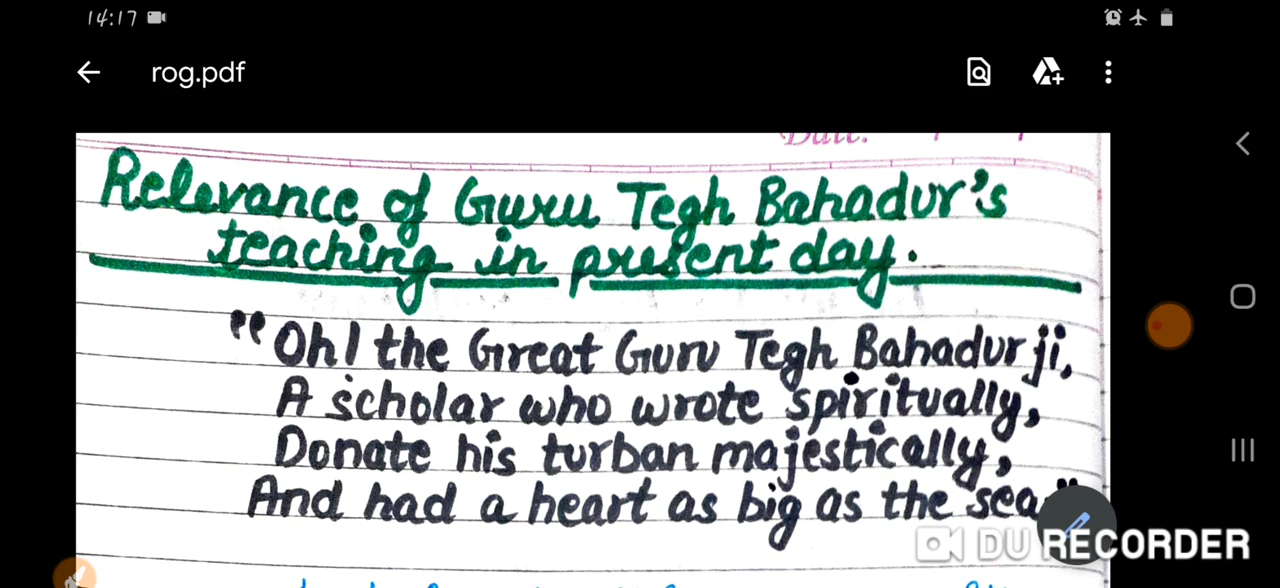 14:17
rog.pdf
Relevance of Guru Tegh Bahadur's
teaching in present day.
"Oh! the Great Guru Tegh Bahadur ji,
A scholar who wrote spiritually,
Donate his turban majestically,
And had a heart as big as the sea"
DU RECORDER